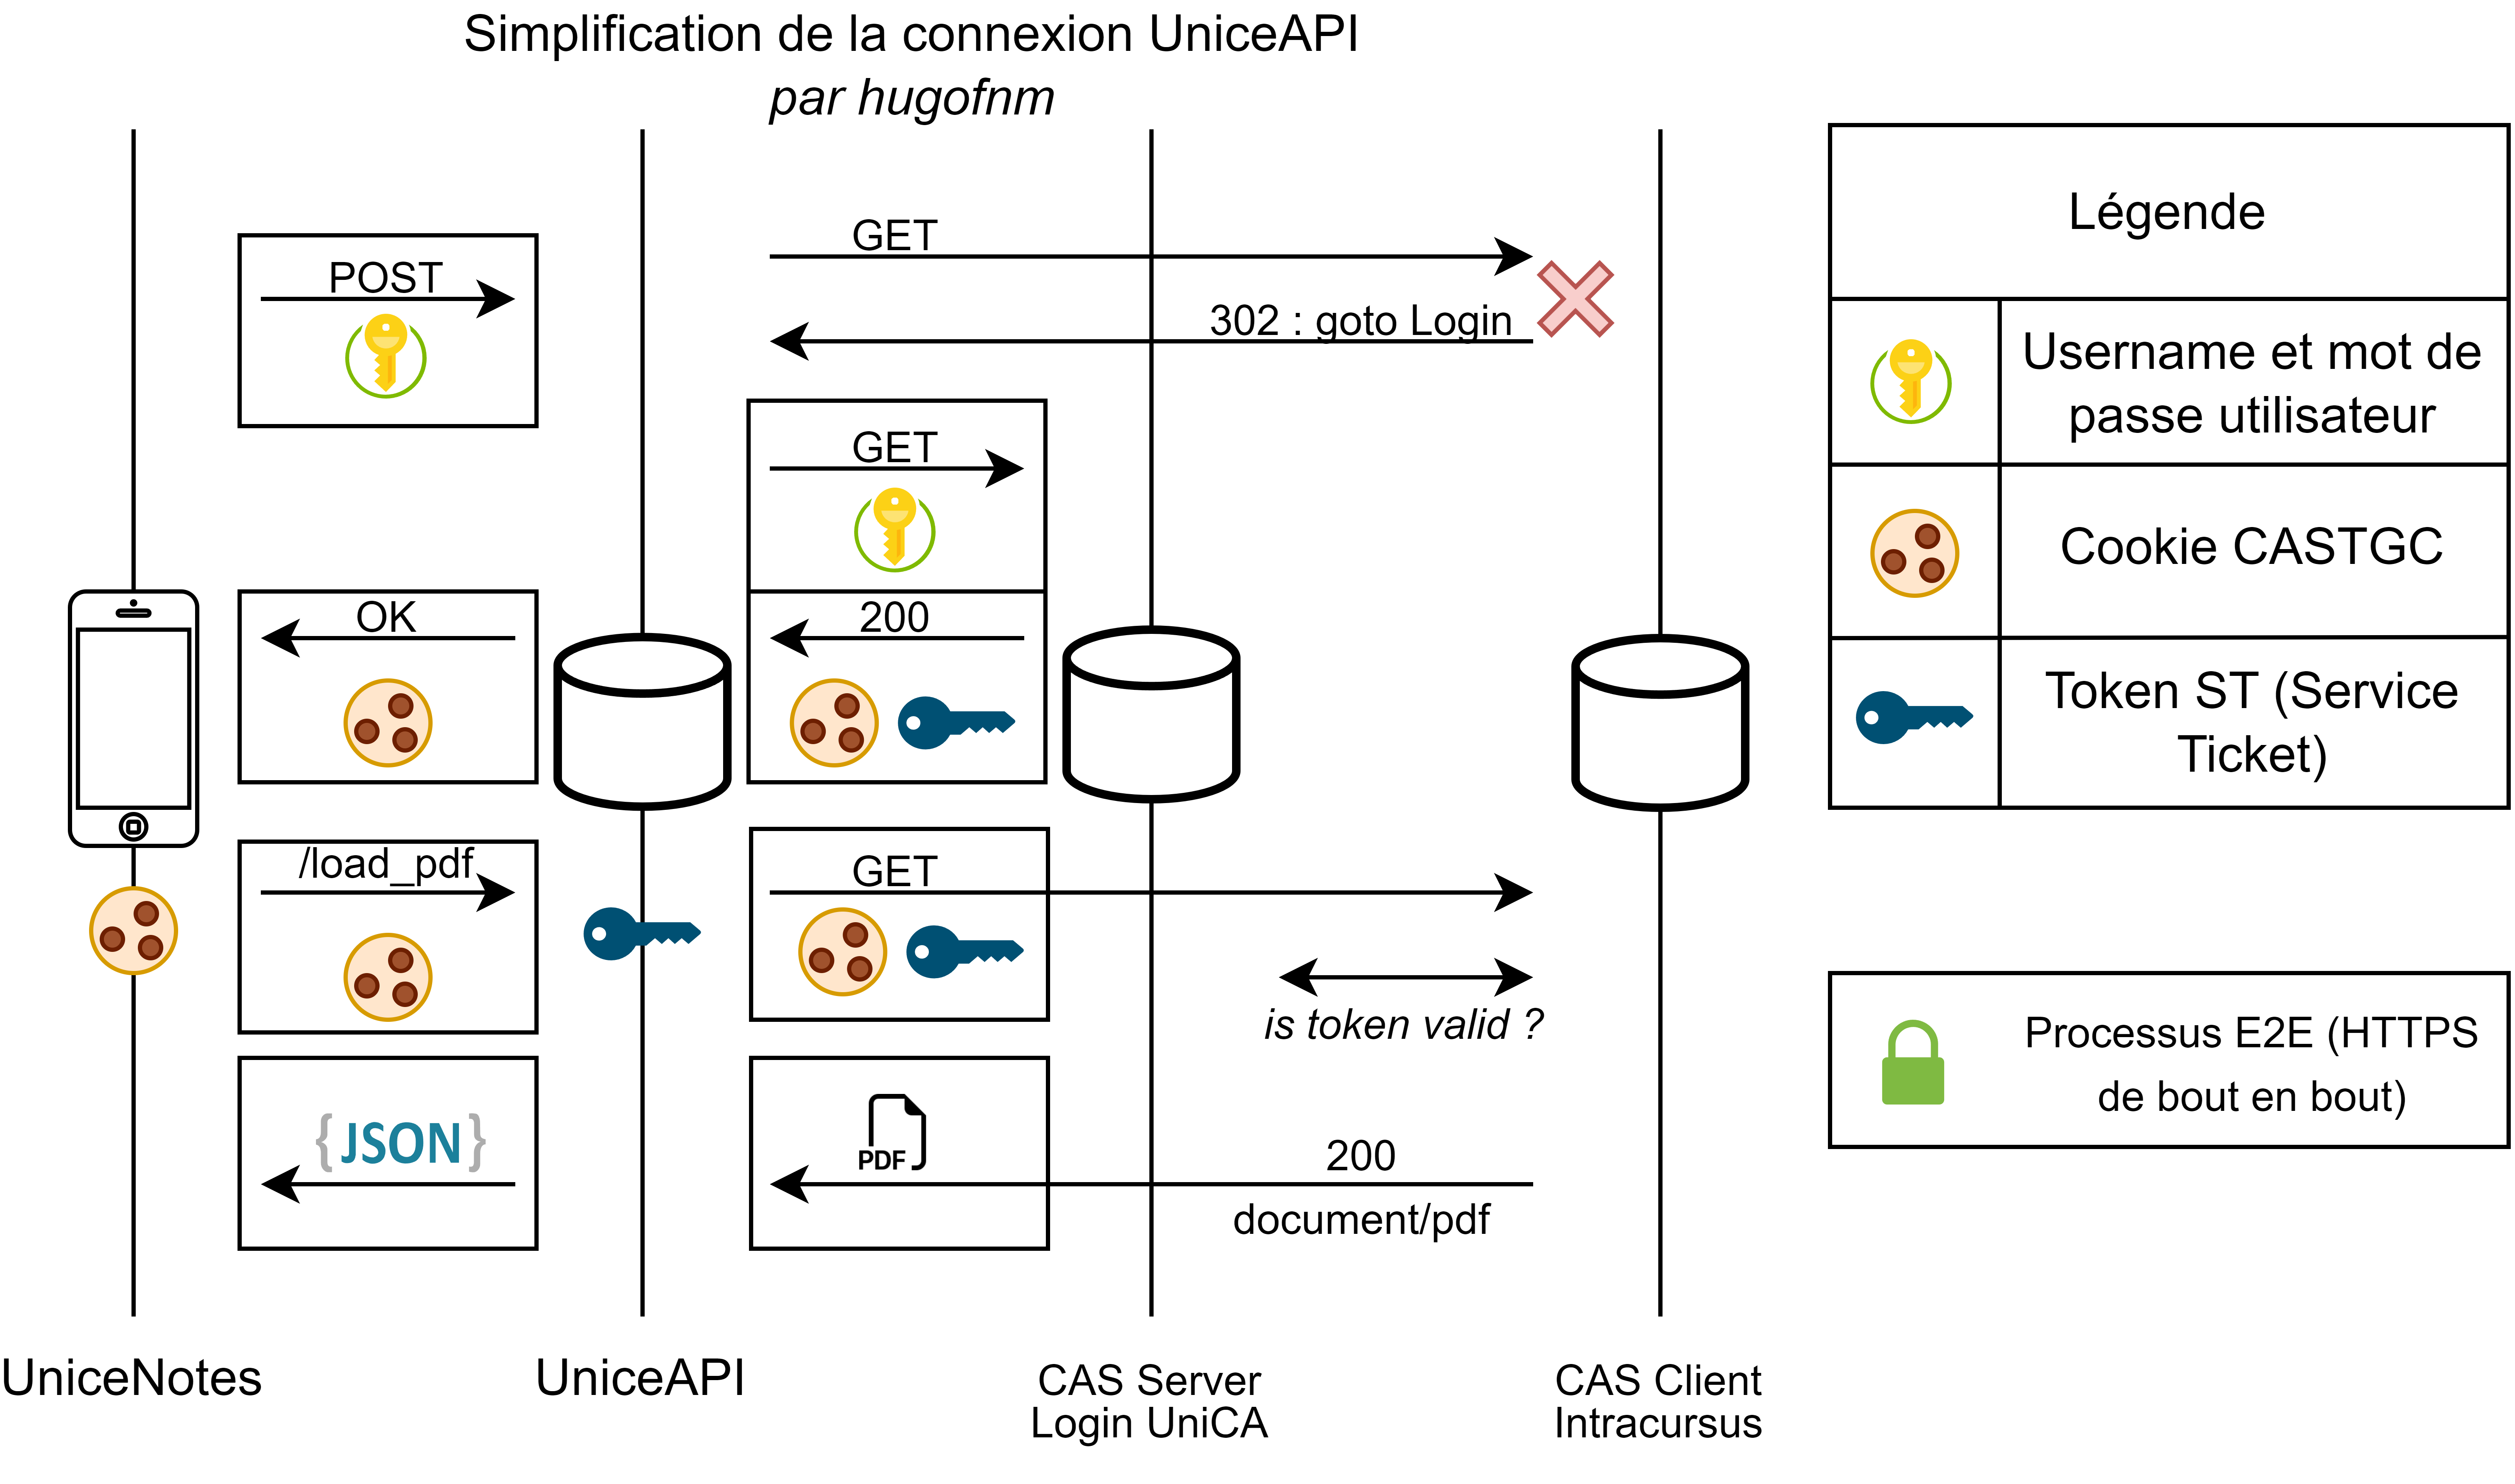 Simplification de la connexion UniceAPI
par hugofnm
Légende
Username et mot de
passe utilisateur
Cookie CASTGC
Token ST (Service
Ticket)
Processus E2E (HTTPS
de bout en bout)
POST
GET
302 : goto Login
GET
OK
200
/load_pdf
GET
is token valid ?
{JSON}
PDF
200
document/pdf
UniceNotes
UniceAPI
CAS Server
Login UniCA
CAS Client
Intracursus